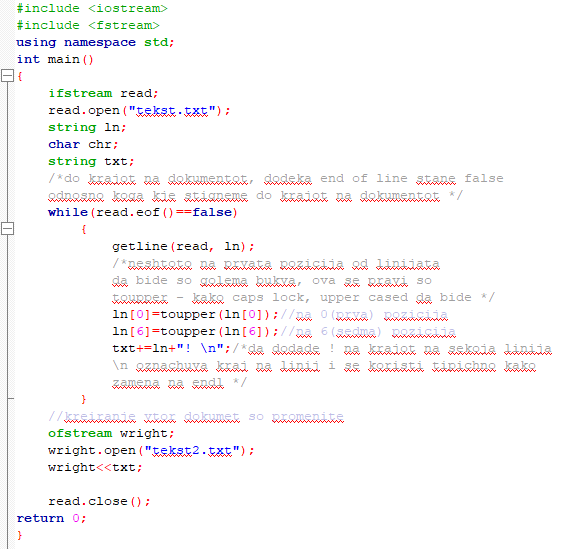 #include <iostream>
#include <fstream>
using namespace std;
int main()
{
ifstream read;
read.open("tekst.txt");
string ln;
char chr;
string txt;
/*do krajot na dokumentot, dodeka end of line stane false
odnosno koga kje stigneme do krajot na dokumentot */
while(read.eof()==false)
{
getline(read, ln);
/*neshtoto na prvata pozicija od linijata
da bide so golema bukva, ova se pravi so
toupper - kako caps lock, upper cased da bide */
ln[0]=toupper(ln[0]);//na 0(prva) pozicija
ln[6]=toupper(ln[6]);//na 6(sedma) pozicija
txt+=ln+"! \n";/*da dodade ! na krajot na sekoja linija
\n oznachuva kraj na linij i se koristi tipichno kako
zamena na endl */
}
//kreiranje vtor dokumet so promenite
ofstream wright;
wright.open("tekst2.txt");
wright<<txt;
read.close();
return 0;
}